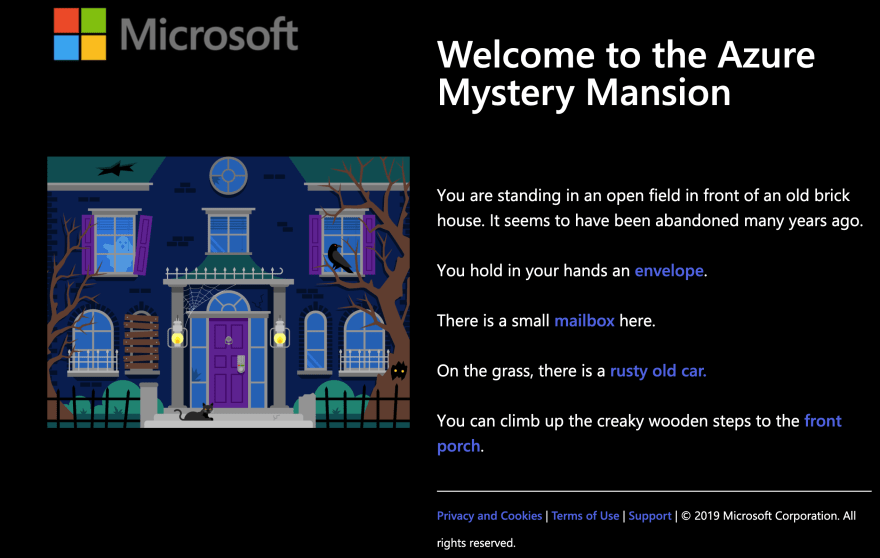 Microsoft
Welcome to the Azure
Mystery Mansion
You are standing in an open field in front of an old brick
house. It seems to have been abandoned many years ago.
You hold in your hands an envelope.
There is a small mailbox here.
On the grass, there is a rusty old car.
You can climb up the creaky wooden steps to the front
porch.
Privacy and Cookies | Terms of Use | Support | © 2019 Microsoft Corporation. All
rights reserved.